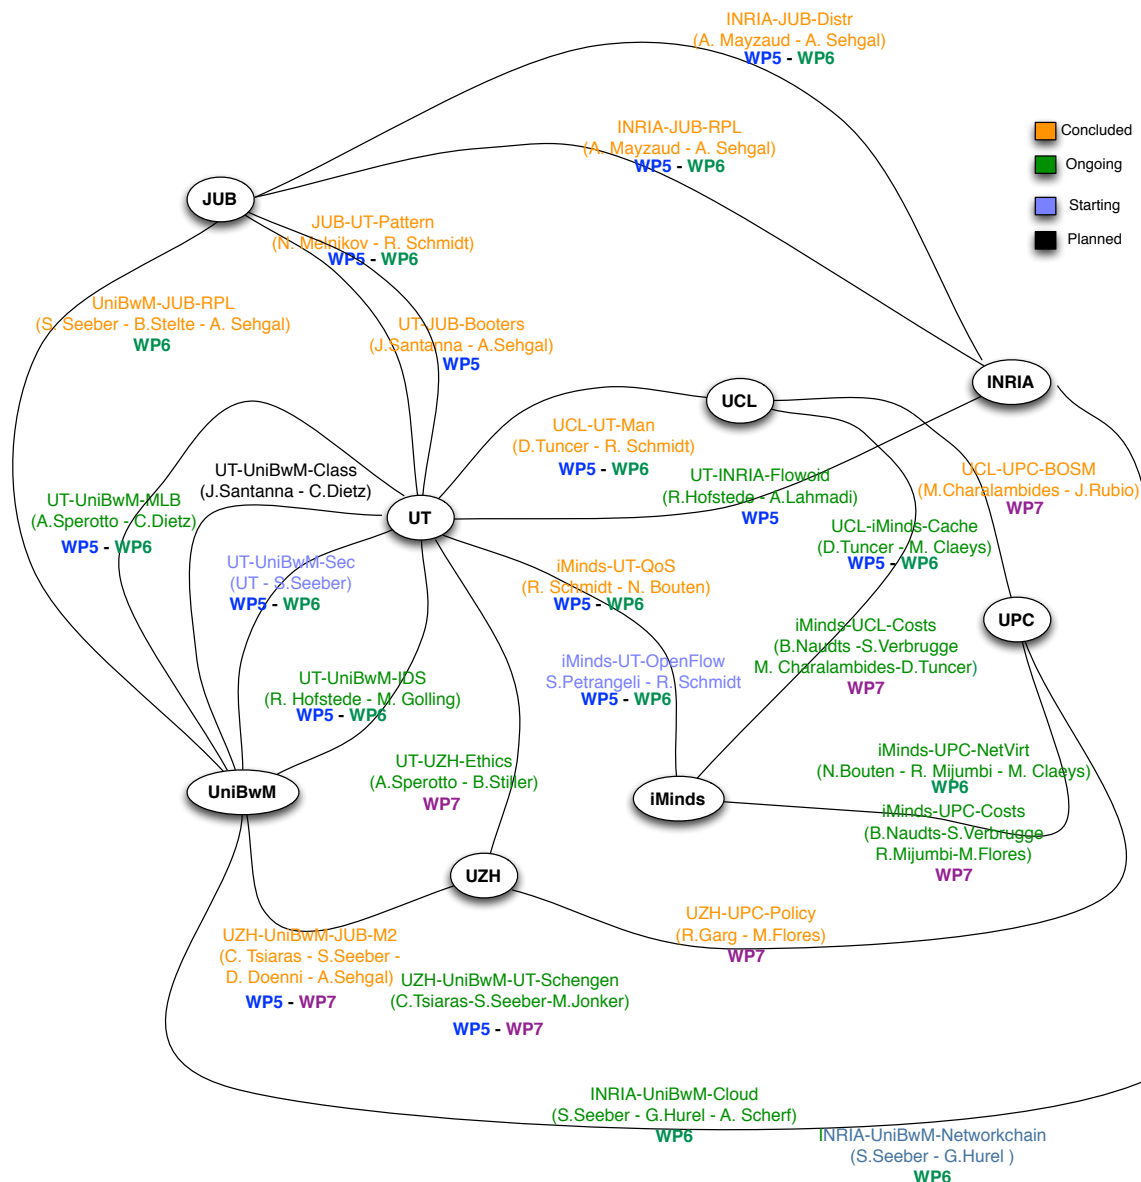 INRIA-JUB-Distr
(A. Mayzaud - A. Sehgal)
WP5 - WP6
INRIA-JUB-RPL
(A. Mayzaud - A. Sehgal)
WP5 - WP6
Concluded
Ongoing
Starting
Planned
JUB
JUB-UT-Pattern
(N. Melnikov - R. Schmidt)
WP5 - WP6
UniBwM-JUB-RPL
(S. Seeber - B.Stelte - A. Sehgal)
WP6
UT-JUB-Booters
(J.Santanna - A.Sehgal)
WP5
INRIA
UCL
UCL-UT-Man
(D.Tuncer - R. Schmidt)
WP5 - WP6
UT-UniBwM-Class
(J.Santanna - C.Dietz)
UT-UniBwM-MLB
(A.Sperotto - C.Dietz)
WP5 - WP6
UT
UT-INRIA-Flowoid
(R.Hofstede - A.Lahmadi)
WP5
UCL-UPC-BOSM
(M.Charalambides - J.Rubio)
WP7
UCL-iMinds-Cache
(D.Tuncer - M. Claeys)
WP5 - WP6
UT-UniBwM-Sec
(UT - S.Seeber)
WP5 - WP6
iMinds-UT-QoS
(R. Schmidt - N. Bouten)
WP5 - WP6
UPC
iMinds-UCL-Costs
(B.Naudts -S.Verbrugge
M. Charalambides-D.Tuncer)
WP7
iMinds-UT-OpenFlow
S.Petrangeli - R. Schmidt
WP5 - WP6
UT-UniBwM-IDS
(R. Hofstede - M. Golling)
WP5 - WP6
UT-UZH-Ethics
(A.Sperotto - B.Stiller)
WP7
UniBwM
iMinds
iMinds-UPC-NetVirt
(N.Bouten - R. Mijumbi - M. Claeys)
WP6
iMinds-UPC-Costs
(B.Naudts-S.Verbrugge
R.Mijumbi-M.Flores)
WP7
UZH
UZH-UPC-Policy
(R.Garg - M.Flores)
WP7
UZH-UniBwM-JUB-M2
(C. Tsiaras - S.Seeber -
D. Doenni - A.Sehgal)
WP5 - WP7
UZH-UniBwM-UT-Schengen
(C.Tsiaras-S.Seeber-M.Jonker)
WP5 - WP7
INRIA-UniBwM-Cloud
(S.Seeber - G.Hurel - A. Scherf)
WP6
INRIA-UniBwM-Networkchain
(S.Seeber - G.Hurel )
WP6